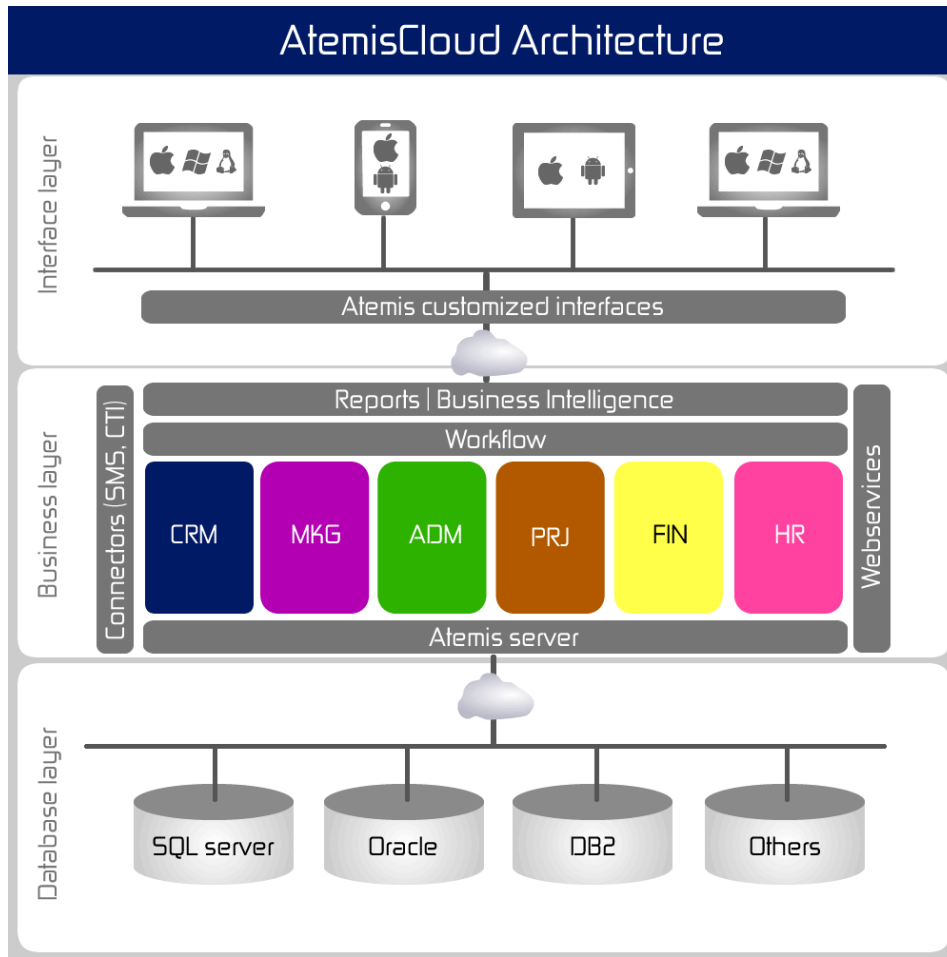 AtemisCloud Architecture
Interface layer
Atemis customized interfaces
Business layer
Connectors (SMS, CTI)
Reports | Business Intelligence
Workflow
CRM
MKG
ADM
PRJ
FIN
HR
Webservices
Atemis server
Database layer
SQL server
Oracle
DB2
Others